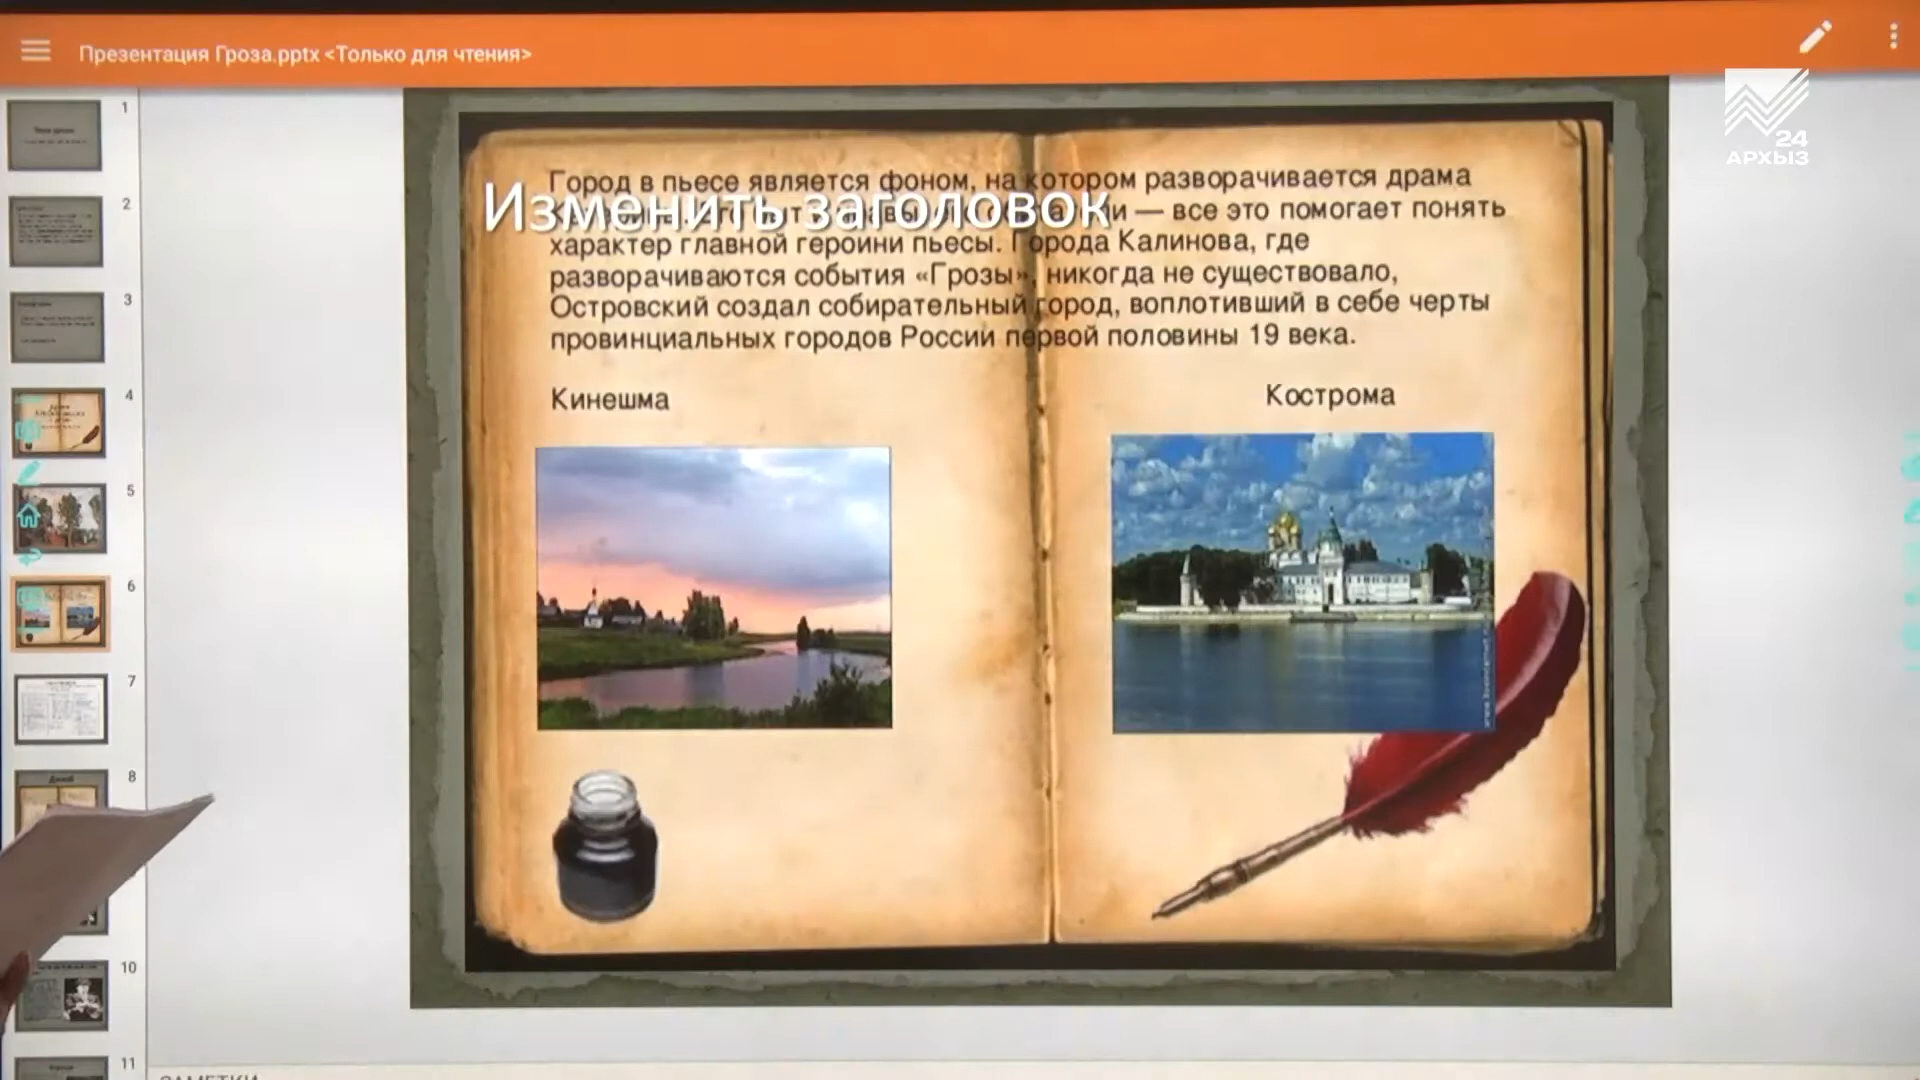 Презентация Гроза.pptx <Только для чтения>
24
АРХЫЗ
1
2
3
4
5
6
7
8
10
11
Изменить заголовок
Город в пьесе является фоном, на котором разворачивается драма
и — все это помогает понять
характер главной героини пьесы. Города Калинова, где
разворачиваются события «Грозы», никогда не существовало,
Островский создал собирательный город, воплотивший в себе черты
провинциальных городов России первой половины 19 века.
Кинешма
Кострома
ЗАМЕТКИ